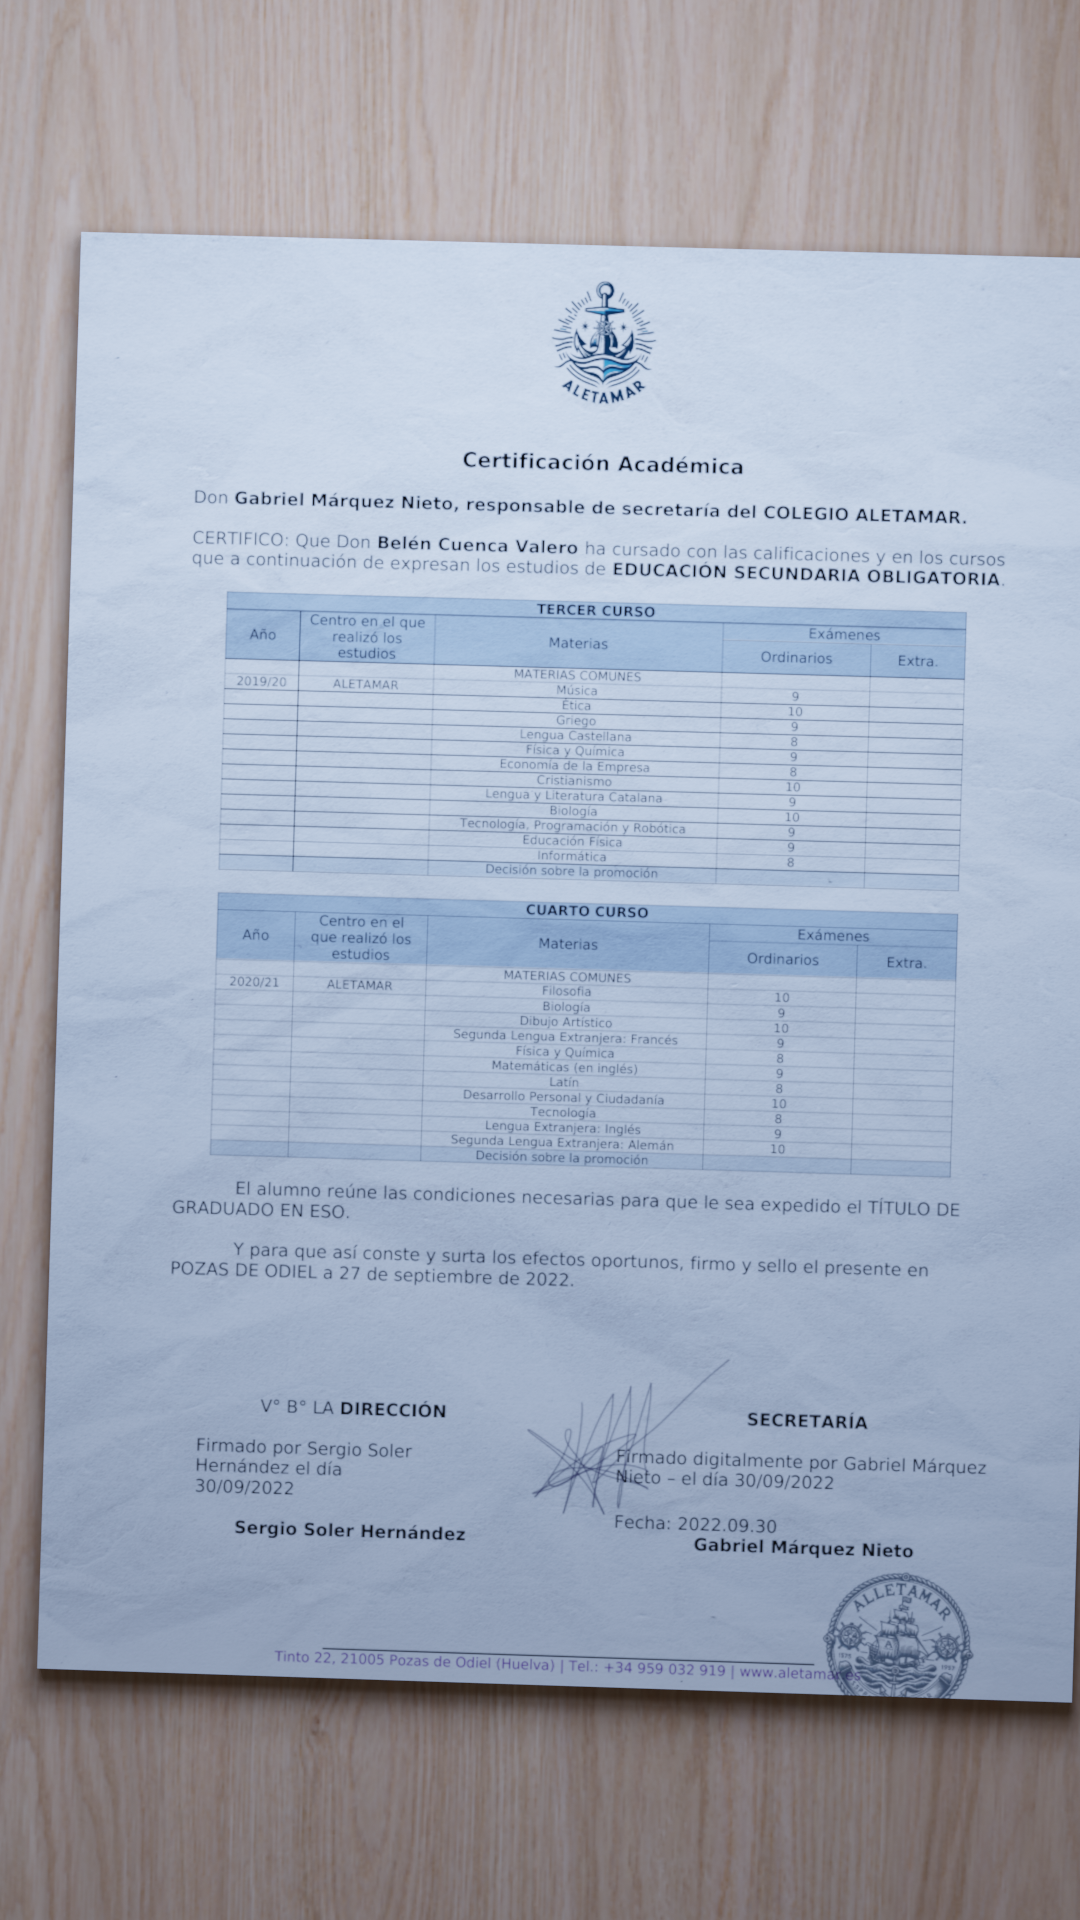 ALETAMAR
Certificación Académica
Don Gabriel Márquez Nieto, responsable de secretaría del COLEGIO ALETAMAR.
CERTIFICO: Que Don Belén Cuenca Valero ha cursado con las calificaciones y en los cursos
que a continuación de expresan los estudios de EDUCACIÓN SECUNDARIA OBLIGATORIA.
TERCER CURSO
Año | Centro en el que realizó los estudios | Materias | Exámenes
Ordinarios | Extra.
MATERIAS COMUNES
2019/20 ALETAMAR Música 9
Ética 10
Griego 9
Lengua Castellana 8
Física y Química 9
Economía de la Empresa 8
Cristianismo 10
Lengua y Literatura Catalana 9
Biología 10
Tecnología, Programación y Robótica 9
Educación Física 9
Informática 8
Decisión sobre la promoción
CUARTO CURSO
Año | Centro en el que realizó los estudios | Materias | Exámenes
Ordinarios | Extra.
MATERIAS COMUNES
2020/21 ALETAMAR Filosofía 10
Biología 9
Dibujo Artístico 10
Segunda Lengua Extranjera: Francés 9
Física y Química 8
Matemáticas (en inglés) 9
Latín 8
Desarrollo Personal y Ciudadanía 10
Tecnología 8
Lengua Extranjera: Inglés 9
Segunda Lengua Extranjera: Alemán 10
Decisión sobre la promoción
El alumno reúne las condiciones necesarias para que le sea expedido el TÍTULO DE
GRADUADO EN ESO.
Y para que así conste y surta los efectos oportunos, firmo y sello el presente en
POZAS DE ODIEL a 27 de septiembre de 2022.
V° B° LA DIRECCIÓN
Firmado por Sergio Soler
Hernández el día
30/09/2022
Sergio Soler Hernández
SECRETARÍA
Firmado digitalmente por Gabriel Márquez
Nieto – el día 30/09/2022
Fecha: 2022.09.30
Gabriel Márquez Nieto
ALLETAMAR
Tinto 22, 21005 Pozas de Odiel (Huelva) | Tel.: +34 959 032 919 |